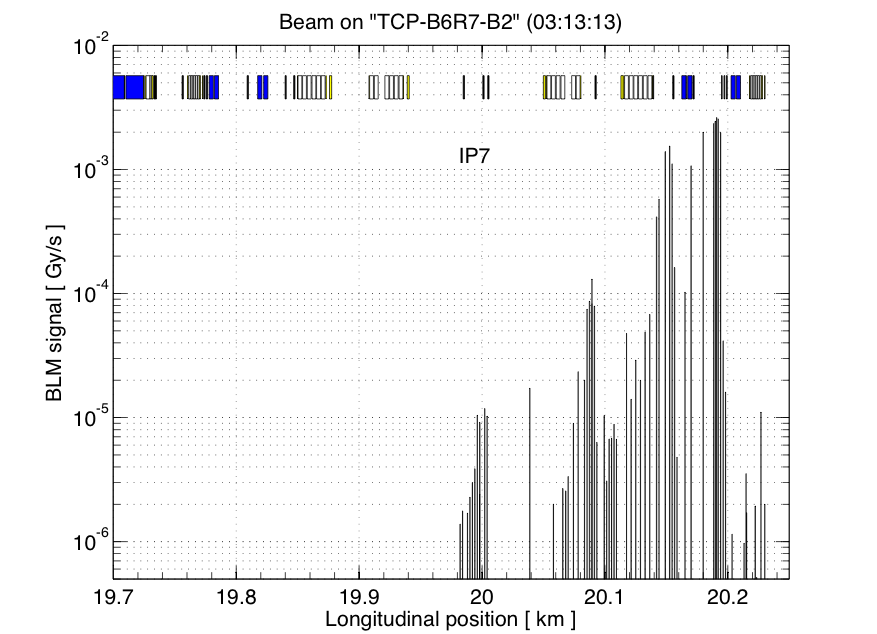 Beam on "TCP-B6R7-B2" (03:13:13)
10⁻²
IP7
10⁻³
10⁻⁴
10⁻⁵
10⁻⁶
BLM signal [ Gy/s ]
19.7 19.8 19.9 20 20.1 20.2
Longitudinal position [ km ]